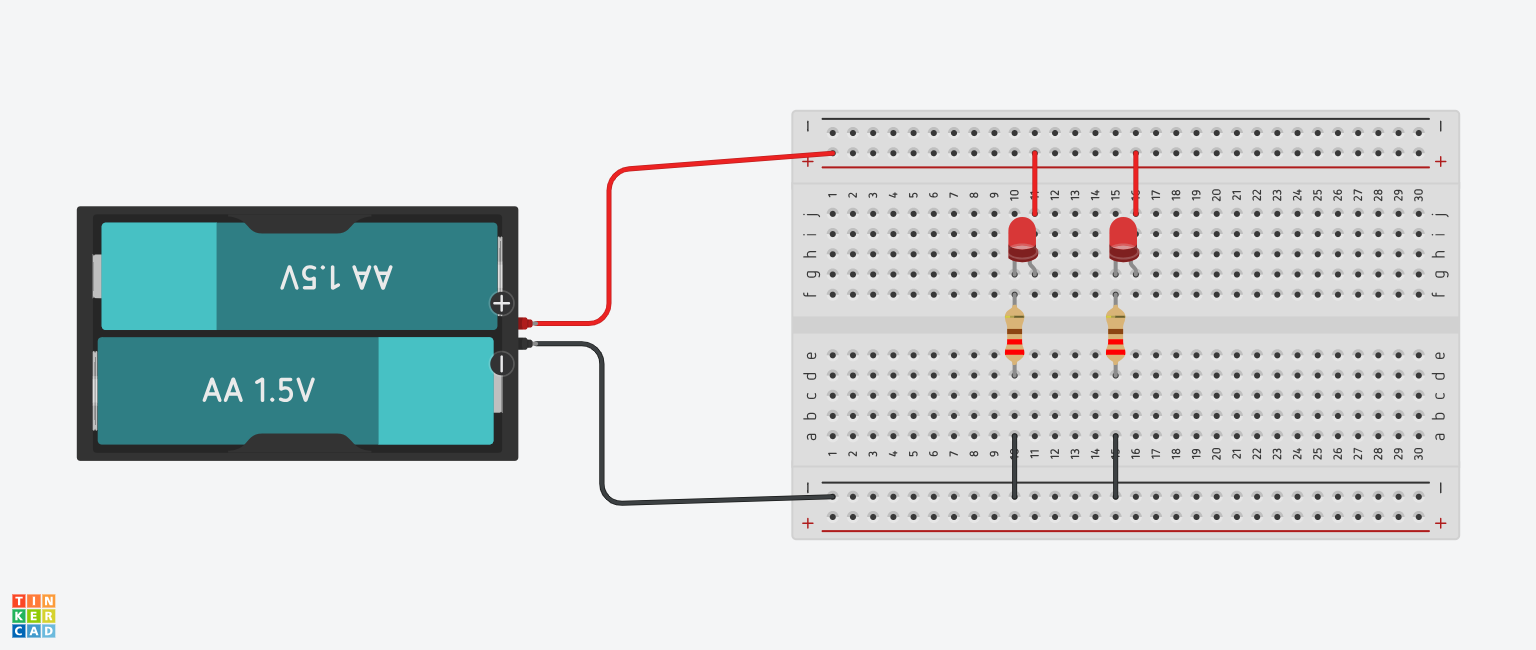 − −
+ +
1 2 3 4 5 6 7 8 9 10 11 12 13 14 15 16 17 18 19 20 21 22 23 24 25 26 27 28 29 30
j j
i i
h h
g g
f f
AA 1.5V
+
−
AA 1.5V
e e
d d
c c
b b
a a
1 2 3 4 5 6 7 8 9 10 11 12 13 14 15 16 17 18 19 20 21 22 23 24 25 26 27 28 29 30
− −
+ +
TIN
KER
CAD